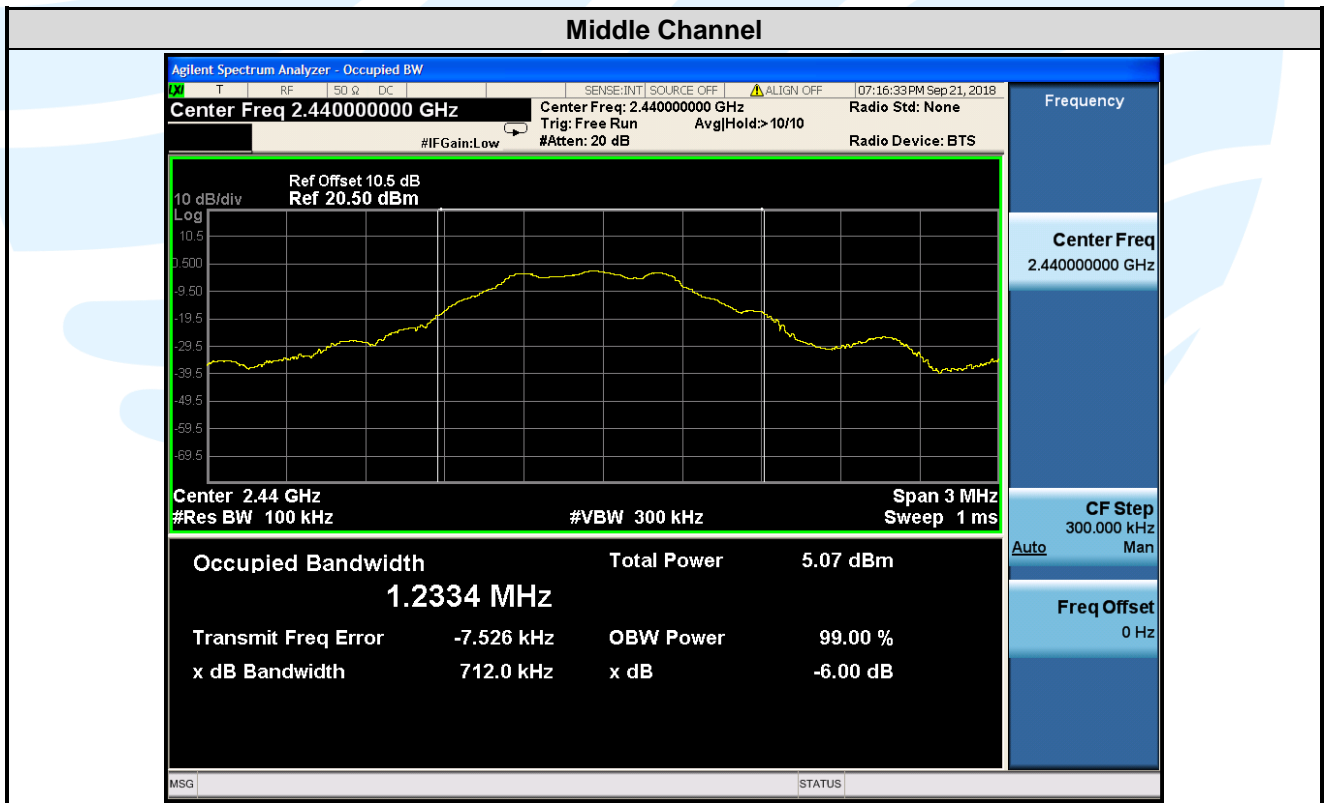 Middle Channel
Agilent Spectrum Analyzer - Occupied BW
LXI T RF 50 Ω DC SENSE:INT SOURCE OFF ALIGN OFF 07:16:33 PM Sep 21, 2018
Center Freq 2.440000000 GHz
Center Freq: 2.440000000 GHz
Radio Std: None
Trig: Free Run Avg|Hold:>10/10
#IFGain:Low
#Atten: 20 dB
Radio Device: BTS
Ref Offset 10.5 dB
10 dB/div Ref 20.50 dBm
Log
10.5
0.500
-9.50
-19.5
-29.5
-39.5
-49.5
-59.5
-69.5
Center 2.44 GHz Span 3 MHz
#Res BW 100 kHz #VBW 300 kHz Sweep 1 ms
Occupied Bandwidth Total Power 5.07 dBm
1.2334 MHz
Transmit Freq Error -7.526 kHz OBW Power 99.00 %
x dB Bandwidth 712.0 kHz x dB -6.00 dB
MSG STATUS
Frequency
Center Freq
2.440000000 GHz
CF Step
300.000 kHz
Auto Man
Freq Offset
0 Hz